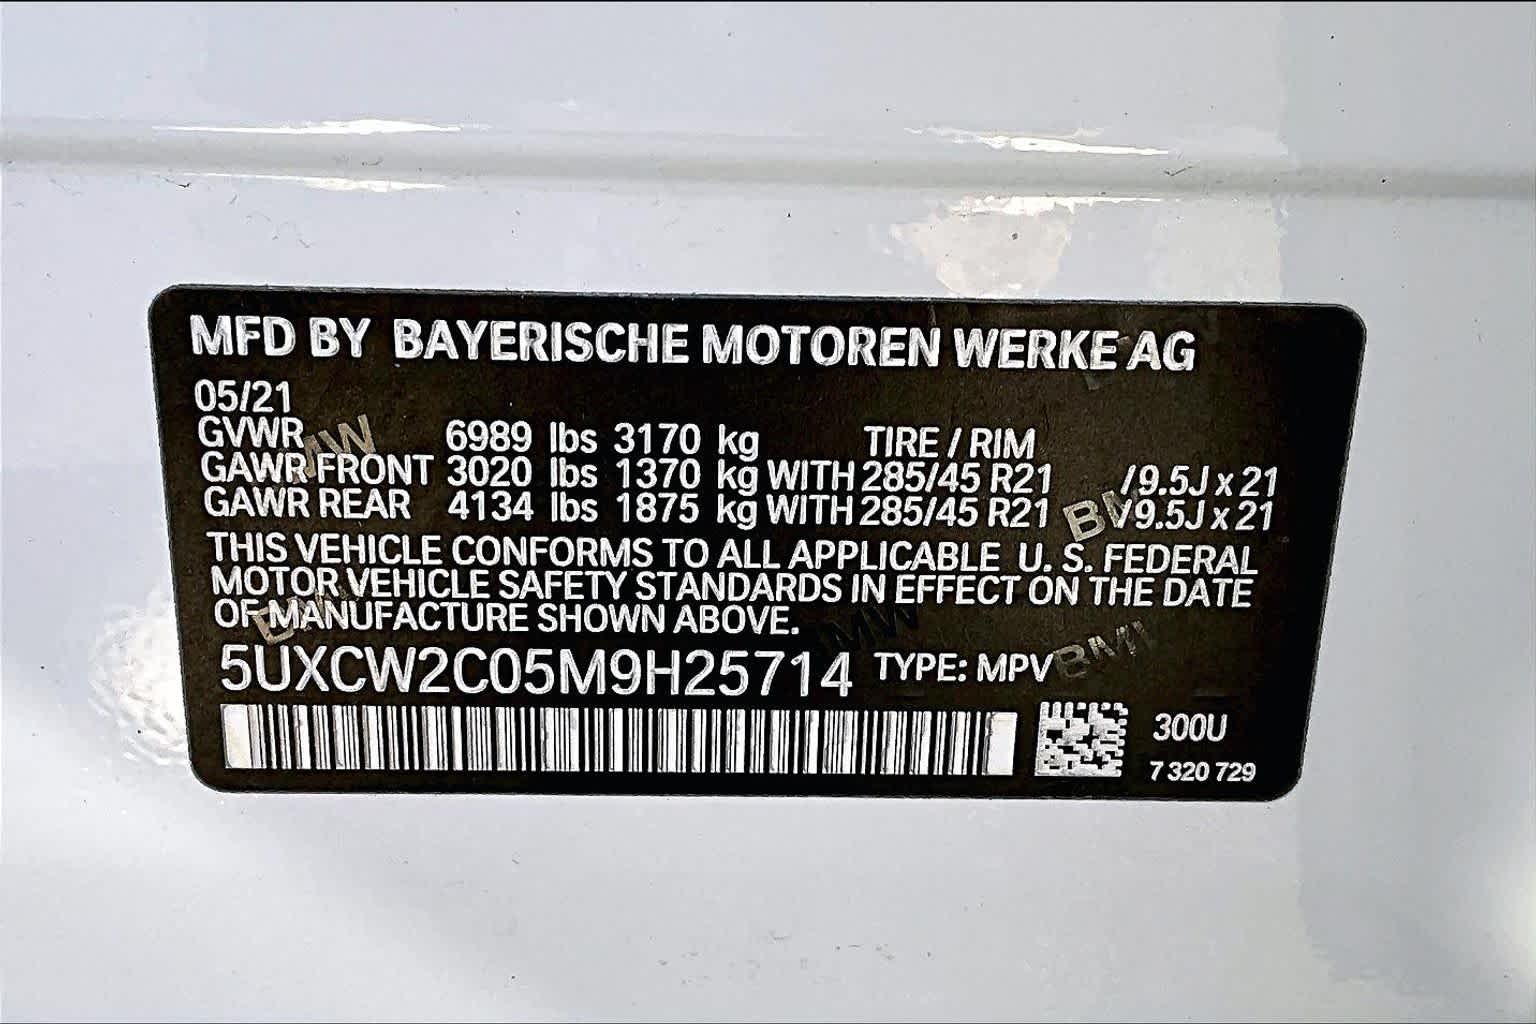 MFD BY BAYERISCHE MOTOREN WERKE AG
05/21
GVWR 6989 lbs 3170 kg TIRE / RIM
GAWR FRONT 3020 lbs 1370 kg WITH 285/45 R21 /9.5J x 21
GAWR REAR 4134 lbs 1875 kg WITH 285/45 R21 /9.5J x 21
THIS VEHICLE CONFORMS TO ALL APPLICABLE U. S. FEDERAL
MOTOR VEHICLE SAFETY STANDARDS IN EFFECT ON THE DATE
OF MANUFACTURE SHOWN ABOVE.
5UXCW2C05M9H25714 TYPE: MPV
300U
7 320 729